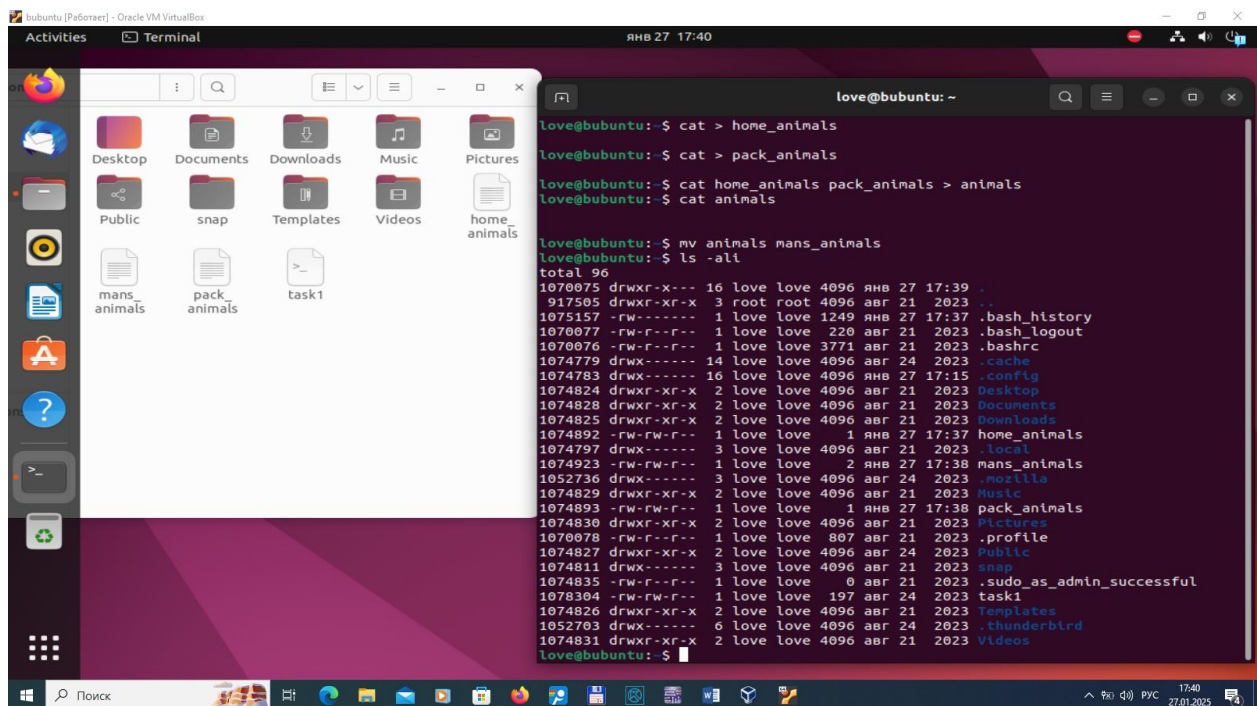 bubuntu [Работает] - Oracle VM VirtualBox
Activities
Terminal
янв 27 17:40
Desktop
Documents
Downloads
Music
Pictures
Public
snap
Templates
Videos
home_
animals
mans_
animals
pack_
animals
task1
love@bubuntu: ~
love@bubuntu:~$ cat > home_animals
love@bubuntu:~$ cat > pack_animals
love@bubuntu:~$ cat home_animals pack_animals > animals
love@bubuntu:~$ cat animals
love@bubuntu:~$ mv animals mans_animals
love@bubuntu:~$ ls -ali
total 96
1070075 drwxr-x--- 16 love love 4096 янв 27 17:39 .
917505 drwxr-xr-x 3 root root 4096 авг 21 2023 ..
1075157 -rw------- 1 love love 1249 янв 27 17:37 .bash_history
1070077 -rw-r--r-- 1 love love 220 авг 21 2023 .bash_logout
1070076 -rw-r--r-- 1 love love 3771 авг 21 2023 .bashrc
1074779 drwx------ 14 love love 4096 авг 24 2023 .cache
1074783 drwx------ 16 love love 4096 янв 27 17:15 .config
1074824 drwxr-xr-x 2 love love 4096 авг 21 2023 Desktop
1074828 drwxr-xr-x 2 love love 4096 авг 21 2023 Documents
1074825 drwxr-xr-x 2 love love 4096 авг 21 2023 Downloads
1074892 -rw-rw-r-- 1 love love 1 янв 27 17:37 home_animals
1074797 drwx------ 3 love love 4096 авг 21 2023 .local
1074923 -rw-rw-r-- 1 love love 2 янв 27 17:38 mans_animals
1052736 drwx------ 3 love love 4096 авг 24 2023 .mozilla
1074829 drwxr-xr-x 2 love love 4096 авг 21 2023 Music
1074893 -rw-rw-r-- 1 love love 1 янв 27 17:38 pack_animals
1074830 drwxr-xr-x 2 love love 4096 авг 21 2023 Pictures
1070078 -rw-r--r-- 1 love love 807 авг 21 2023 .profile
1074827 drwxr-xr-x 2 love love 4096 авг 24 2023 Public
1074811 drwx------ 3 love love 4096 авг 21 2023 snap
1074835 -rw-r--r-- 1 love love 0 авг 21 2023 .sudo_as_admin_successful
1078304 -rw-rw-r-- 1 love love 197 авг 24 2023 task1
1074826 drwxr-xr-x 2 love love 4096 авг 21 2023 Templates
1052703 drwx------ 6 love love 4096 авг 24 2023 .thunderbird
1074831 drwxr-xr-x 2 love love 4096 авг 21 2023 Videos
love@bubuntu:~$
Поиск
РУС
17:40
27.01.2025